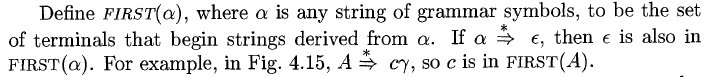 Define FIRST(α), where α is any string of grammar symbols, to be the set
of terminals that begin strings derived from α. If α ⇒* ϵ, then ϵ is also in
FIRST(α). For example, in Fig. 4.15, A ⇒* cγ, so c is in FIRST(A).